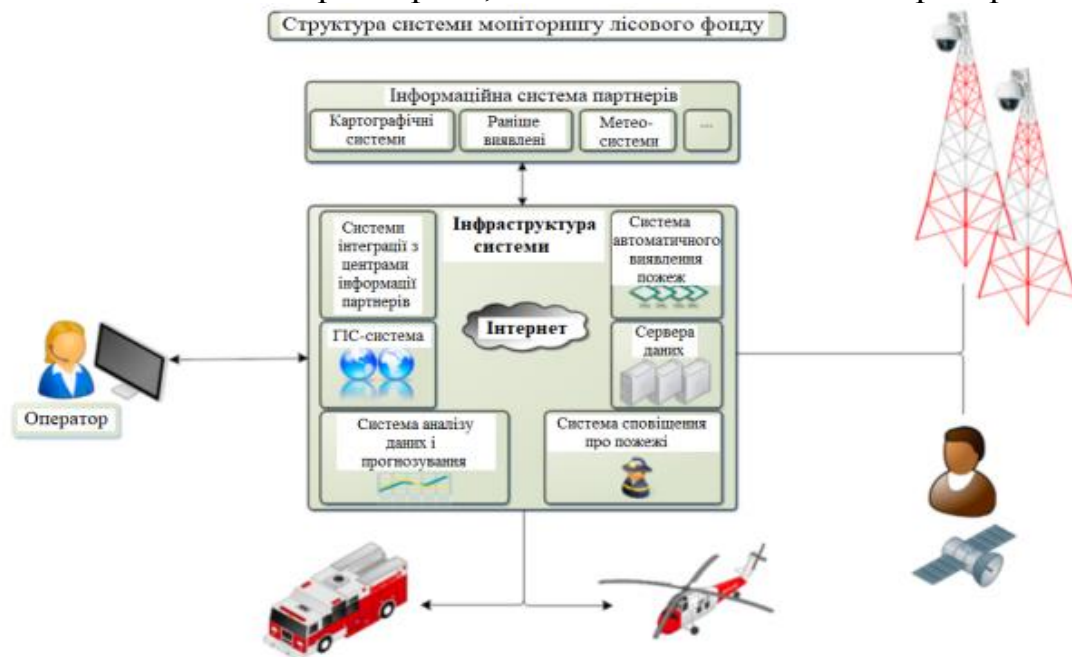 Структура системи моніторингу лісового фонду
Інформаційна система партнерів
Картографічні
системи
Раніше
виявлені
Метео-
системи
...
Інфраструктура
системи
Системи
інтеграції з
центрами
інформації
партнерів
Система
автоматичного
виявлення
пожеж
Інтернет
ГІС-система
Сервера
даних
Оператор
Система аналізу
даних і
прогнозування
Система сповіщення
про пожежі